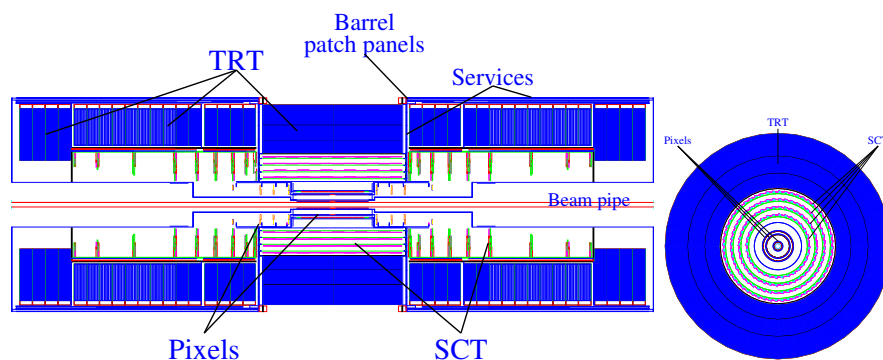 Barrel
patch panels
TRT
Services
Beam pipe
Pixels
SCT
TRT
Pixels
SCT